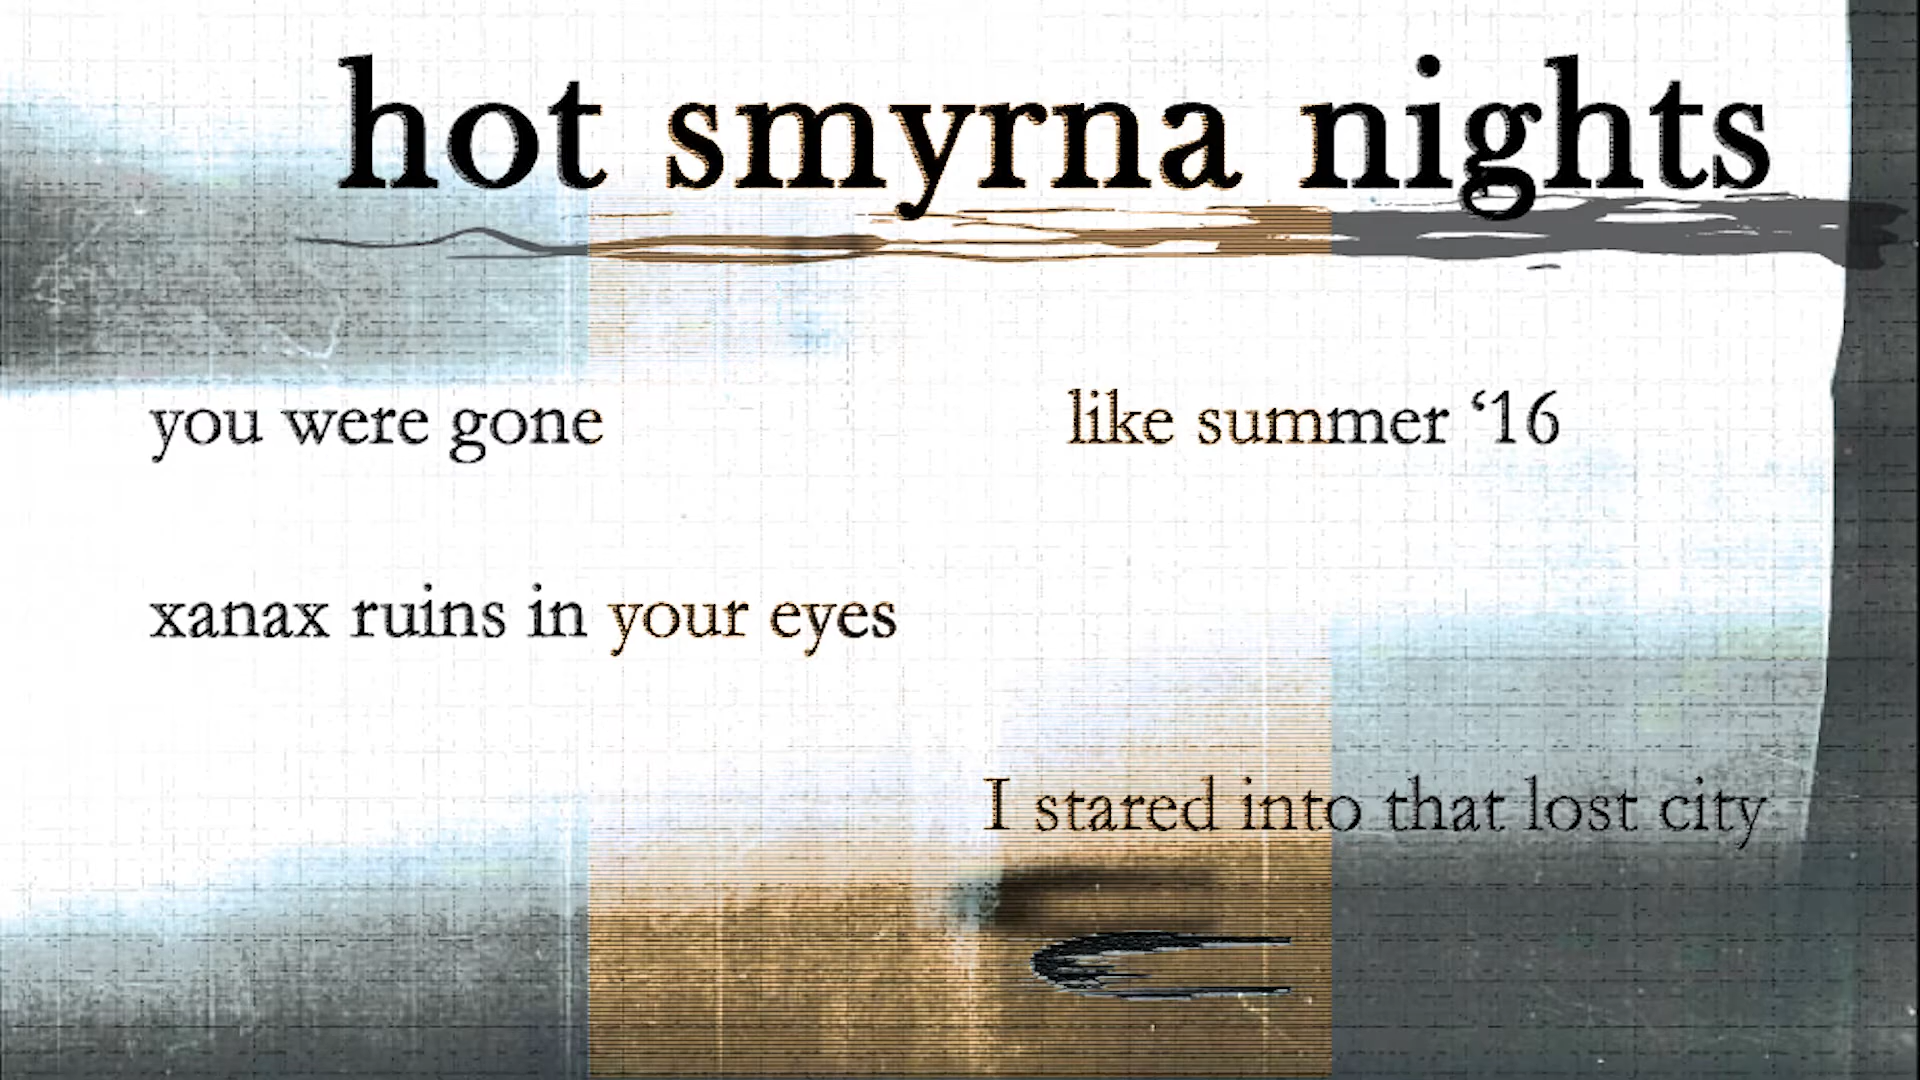 hot smyrna nights
you were gone
like summer ‘16
xanax ruins in your eyes
I stared into that lost city